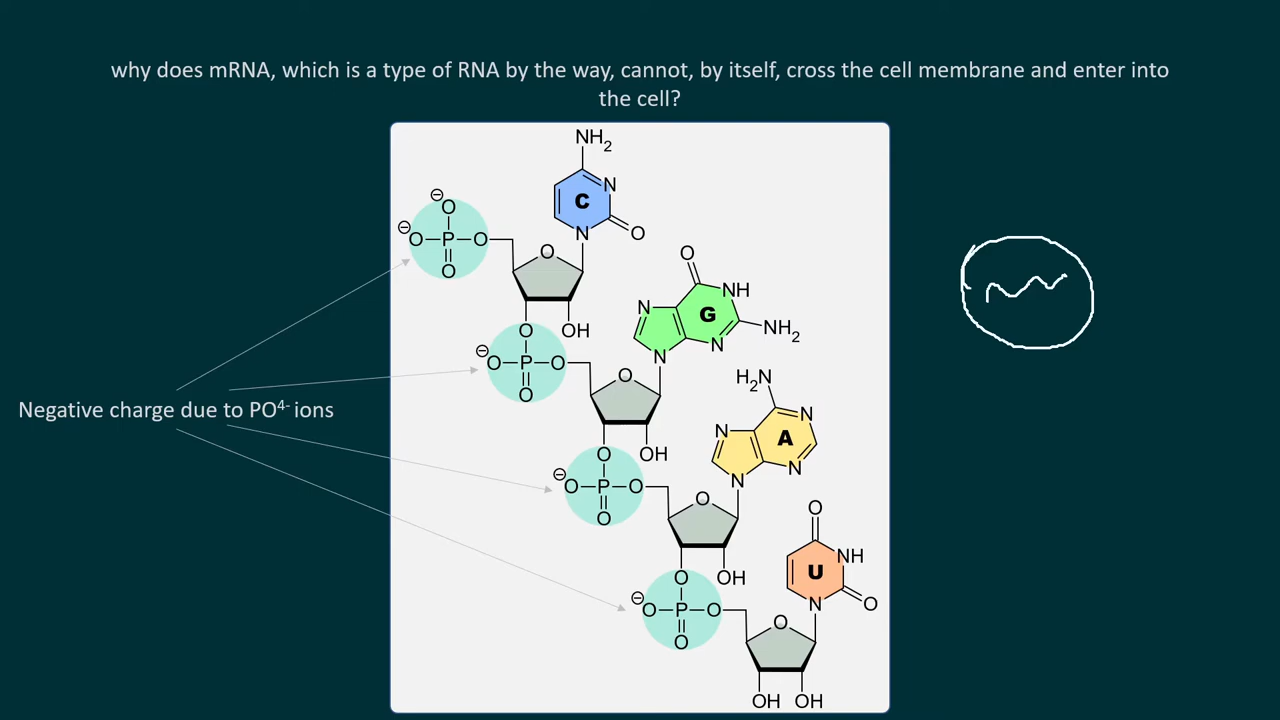 why does mRNA, which is a type of RNA by the way, cannot, by itself, cross the cell membrane and enter into
the cell?
NH₂
N
C
O
N
⊖
O
⊖
O
P
O
O
O
OH
O
N
NH
G
N
N
NH₂
O
⊖
O
P
O
O
O
OH
H₂N
N
N
A
N
N
Negative charge due to PO⁴⁻ ions
O
⊖
O
P
O
O
O
OH
O
NH
U
N
O
O
⊖
O
P
O
O
O
OH
OH